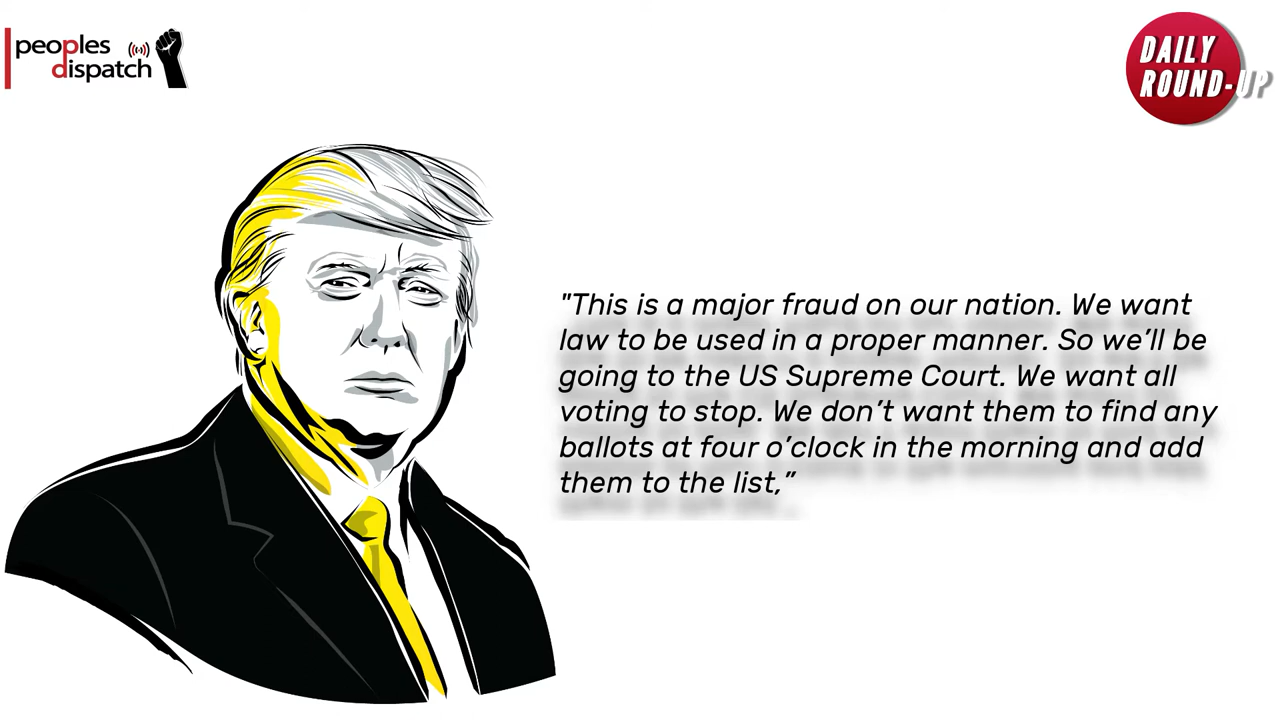 peoples
dispatch
DAILY
ROUND-UP
"This is a major fraud on our nation. We want
law to be used in a proper manner. So we’ll be
going to the US Supreme Court. We want all
voting to stop. We don’t want them to find any
ballots at four o’clock in the morning and add
them to the list,”